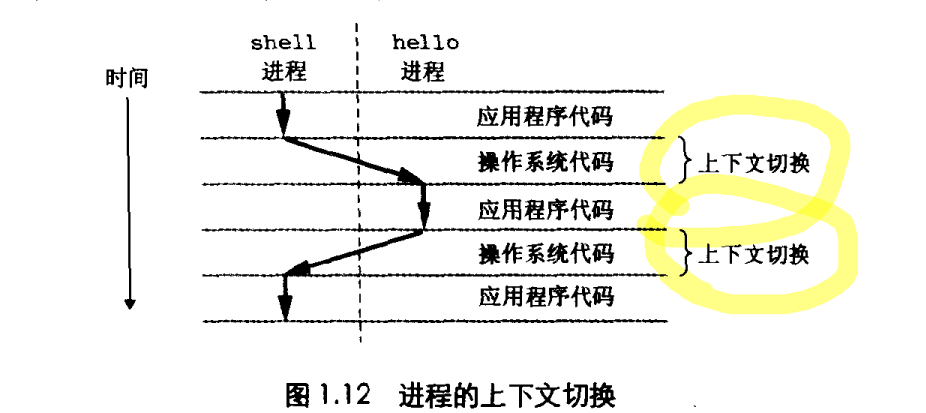 shell
进程
hello
进程
时间
应用程序代码
操作系统代码
上下文切换
应用程序代码
操作系统代码
上下文切换
应用程序代码
图1.12 进程的上下文切换